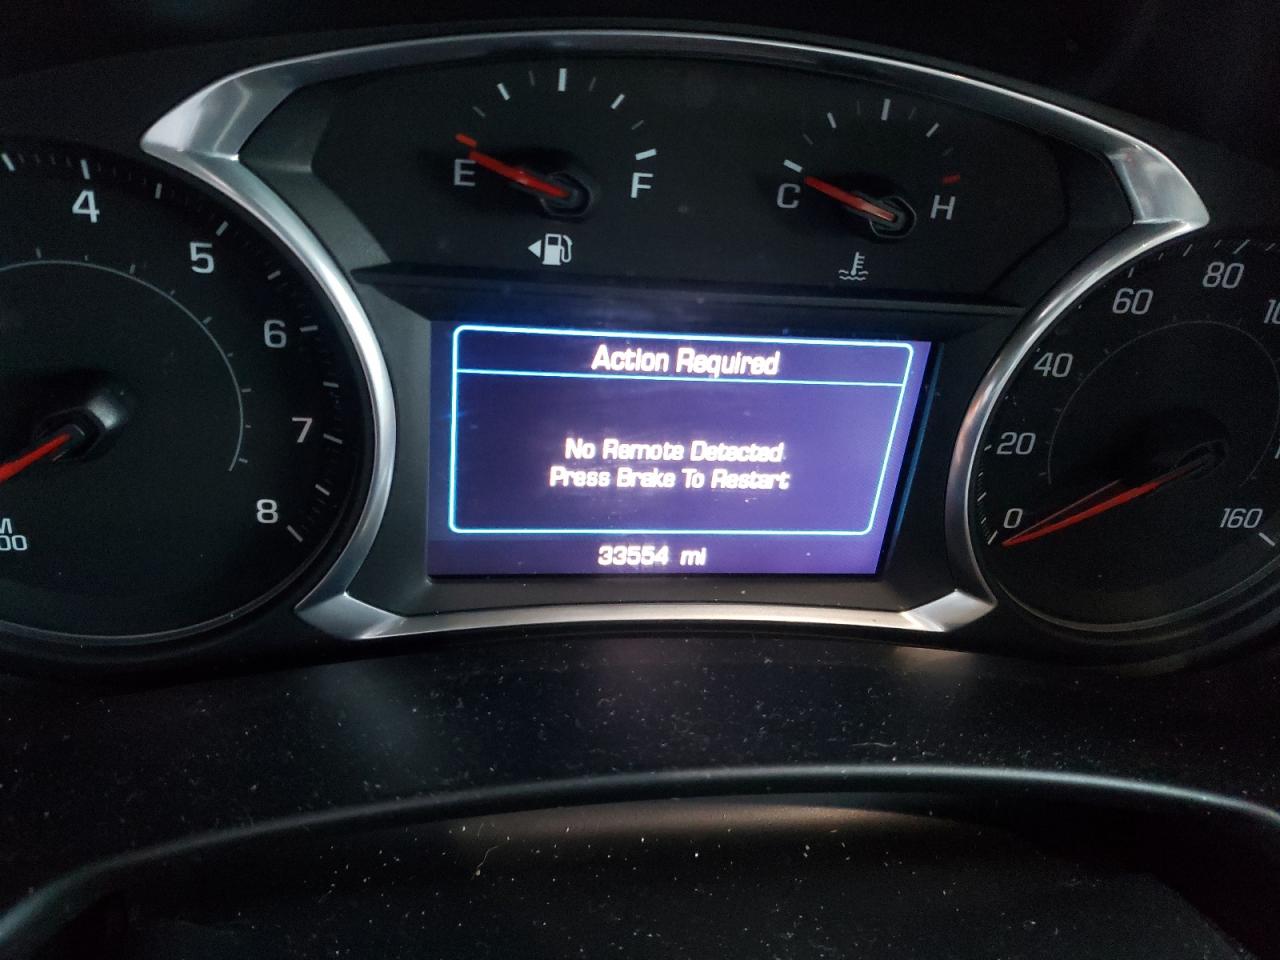 E
F
C
H
4
5
6
7
8
0
20
40
60
80
160
Action Required
No Remote Detected
Press Brake To Restart
33554 mi